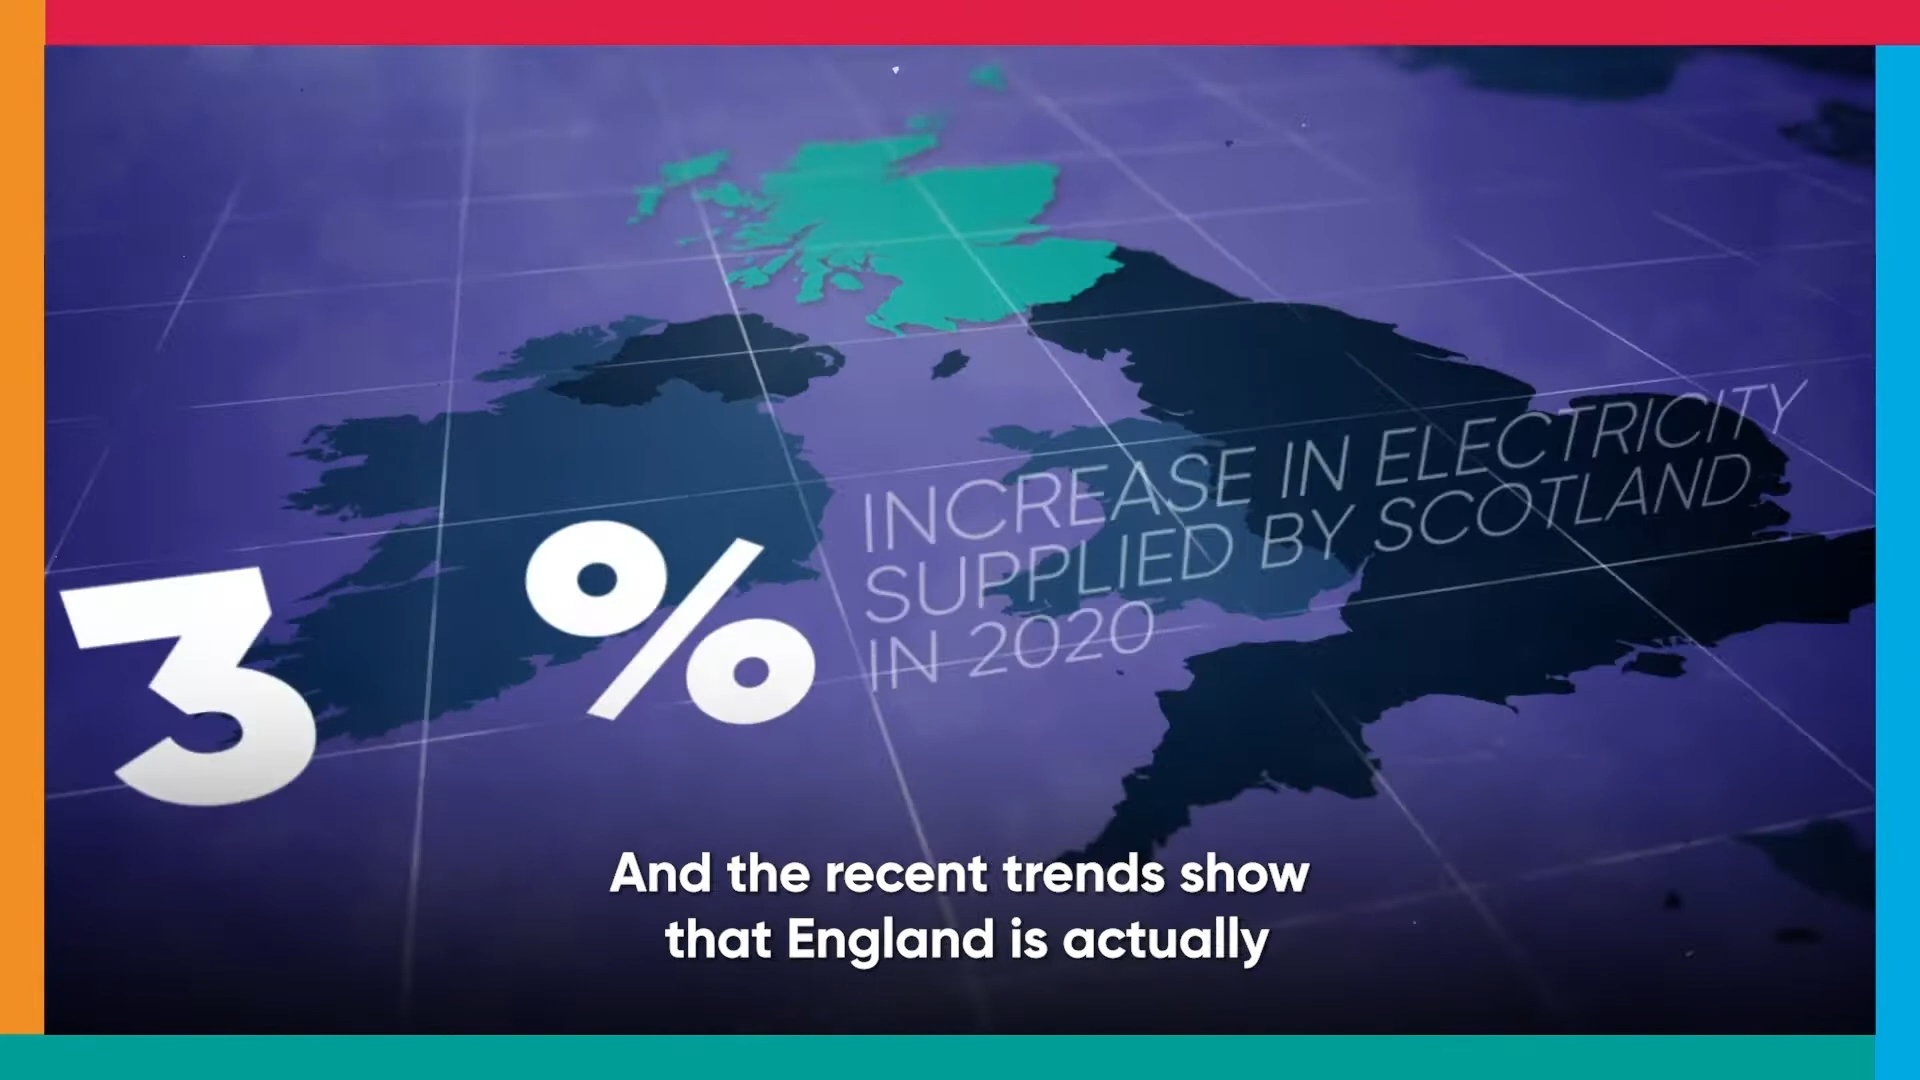 3 %
INCREASE IN ELECTRICITY
SUPPLIED BY SCOTLAND
IN 2020
And the recent trends show
that England is actually